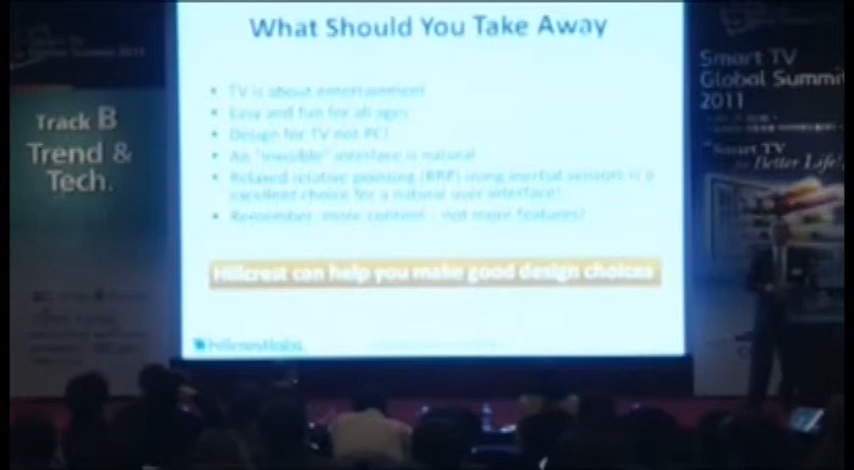 What Should You Take Away
• TV is about entertainment
• Easy and fun for all ages
• Design for TV not PC!
• An "invisible" interface is natural
• Relaxed relative pointing (RRP) using inertial sensors is a
excellent choice for a natural user interface!
• Remember: more content - not more features!
Hillcrest can help you make good design choices
hillcrestlabs
Track B
Trend &
Tech.
Smart TV
Global Summit
2011
"Smart TV
Better Life!